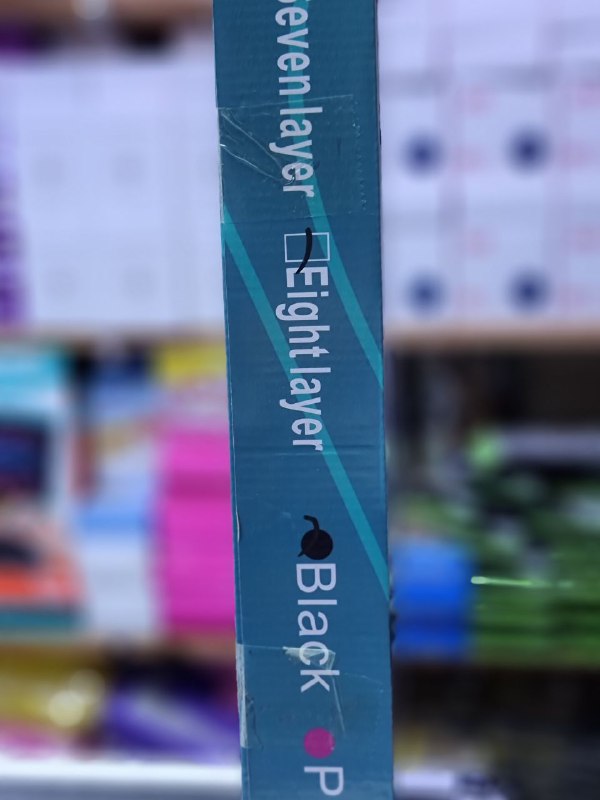 even layer
Eight layer
Black
P